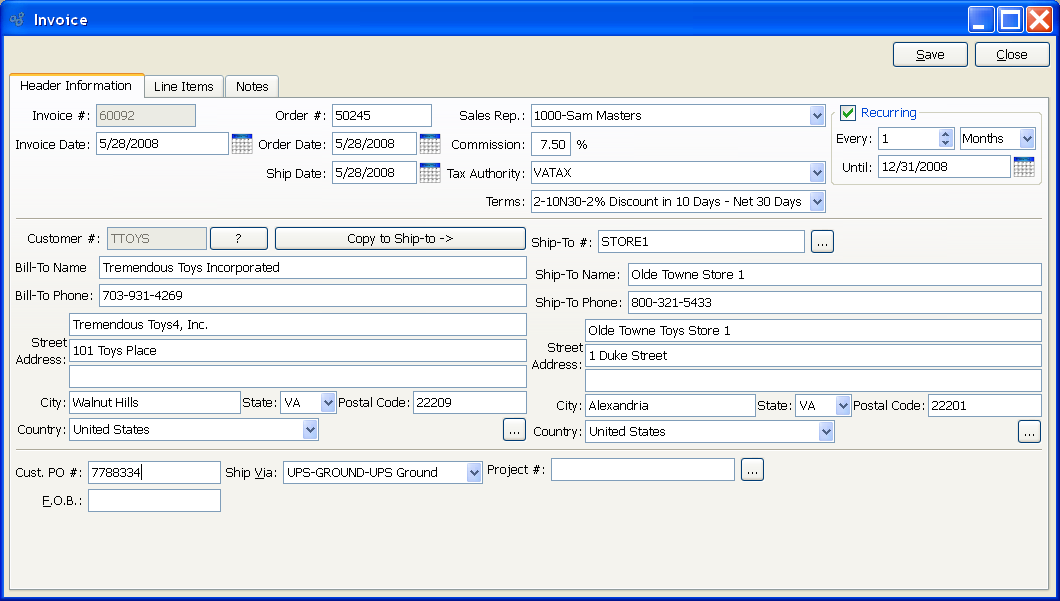 Invoice
Save Close
Header Information Line Items Notes
Invoice #: 60092 Order #: 50245 Sales Rep.: 1000-Sam Masters Recurring
Invoice Date: 5/28/2008 Order Date: 5/28/2008 Commission: 7.50 % Every: 1 Months
Ship Date: 5/28/2008 Tax Authority: VATAX Until: 12/31/2008
Terms: 2-10N30-2% Discount in 10 Days - Net 30 Days
Customer #: TTOYS ? Copy to Ship-to -> Ship-To #: STORE1 ...
Bill-To Name Tremendous Toys Incorporated Ship-To Name: Olde Towne Store 1
Bill-To Phone: 703-931-4269 Ship-To Phone: 800-321-5433
Tremendous Toys4, Inc. Olde Towne Toys Store 1
Street Address: 101 Toys Place Street Address: 1 Duke Street
City: Walnut Hills State: VA Postal Code: 22209 City: Alexandria State: VA Postal Code: 22201
Country: United States ... Country: United States ...
Cust. PO #: 7788334 Ship Via: UPS-GROUND-UPS Ground Project #: ...
F.O.B.: